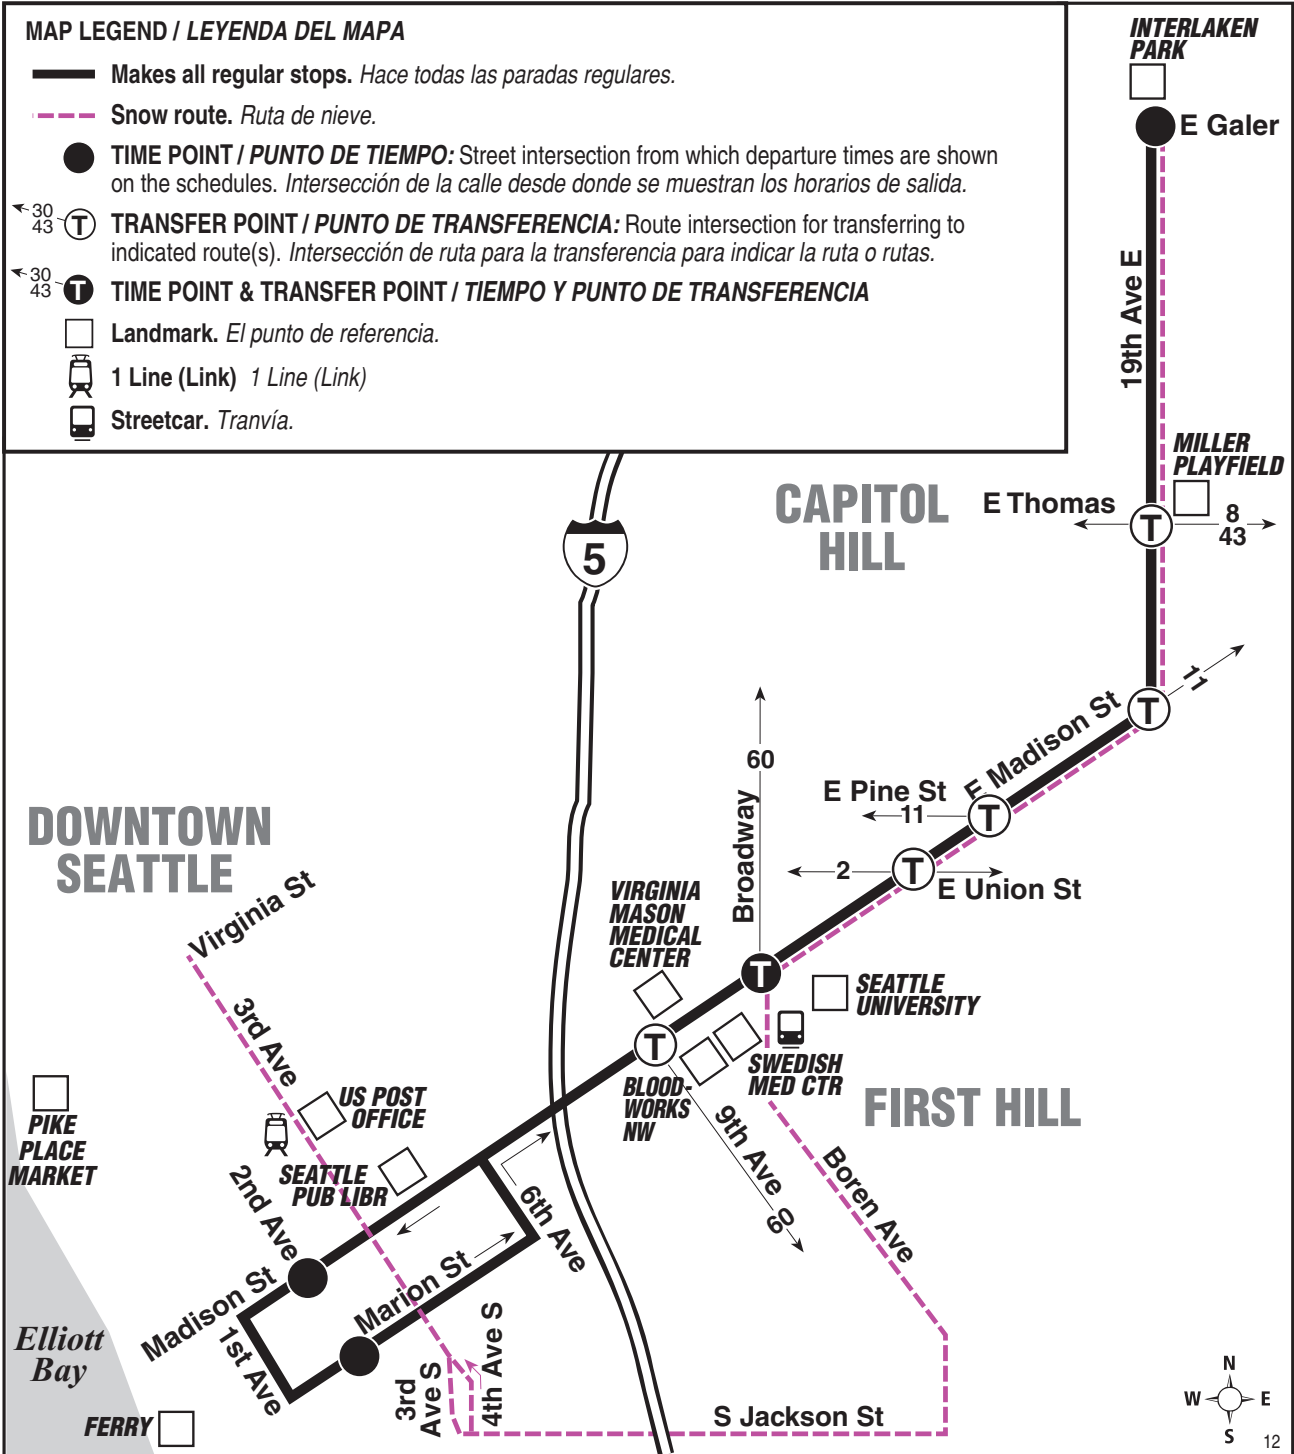 MAP LEGEND / LEYENDA DEL MAPA
Makes all regular stops. Hace todas las paradas regulares.
Snow route. Ruta de nieve.
TIME POINT / PUNTO DE TIEMPO: Street intersection from which departure times are shown
on the schedules. Intersección de la calle desde donde se muestran los horarios de salida.
30
43
T
TRANSFER POINT / PUNTO DE TRANSFERENCIA: Route intersection for transferring to
indicated route(s). Intersección de ruta para la transferencia para indicar la ruta o rutas.
30
43
T
TIME POINT & TRANSFER POINT / TIEMPO Y PUNTO DE TRANSFERENCIA
Landmark. El punto de referencia.
1 Line (Link) 1 Line (Link)
Streetcar. Tranvía.
INTERLAKEN
PARK
E Galer
19th Ave E
MILLER
PLAYFIELD
E Thomas
T
8
43
CAPITOL
HILL
5
11
T
E Madison St
60
Broadway
E Pine St
11
T
2
T
E Union St
DOWNTOWN
SEATTLE
Virginia St
VIRGINIA
MASON
MEDICAL
CENTER
T
SEATTLE
UNIVERSITY
3rd Ave
T
SWEDISH
MED CTR
BLOOD-
WORKS
NW
FIRST HILL
US POST
OFFICE
PIKE
PLACE
MARKET
SEATTLE
PUB LIBR
2nd Ave
6th Ave
9th Ave
60
Boren Ave
Madison St
Marion St
1st Ave
Elliott
Bay
3rd
Ave S
4th Ave S
S Jackson St
FERRY
N
W
E
S
12